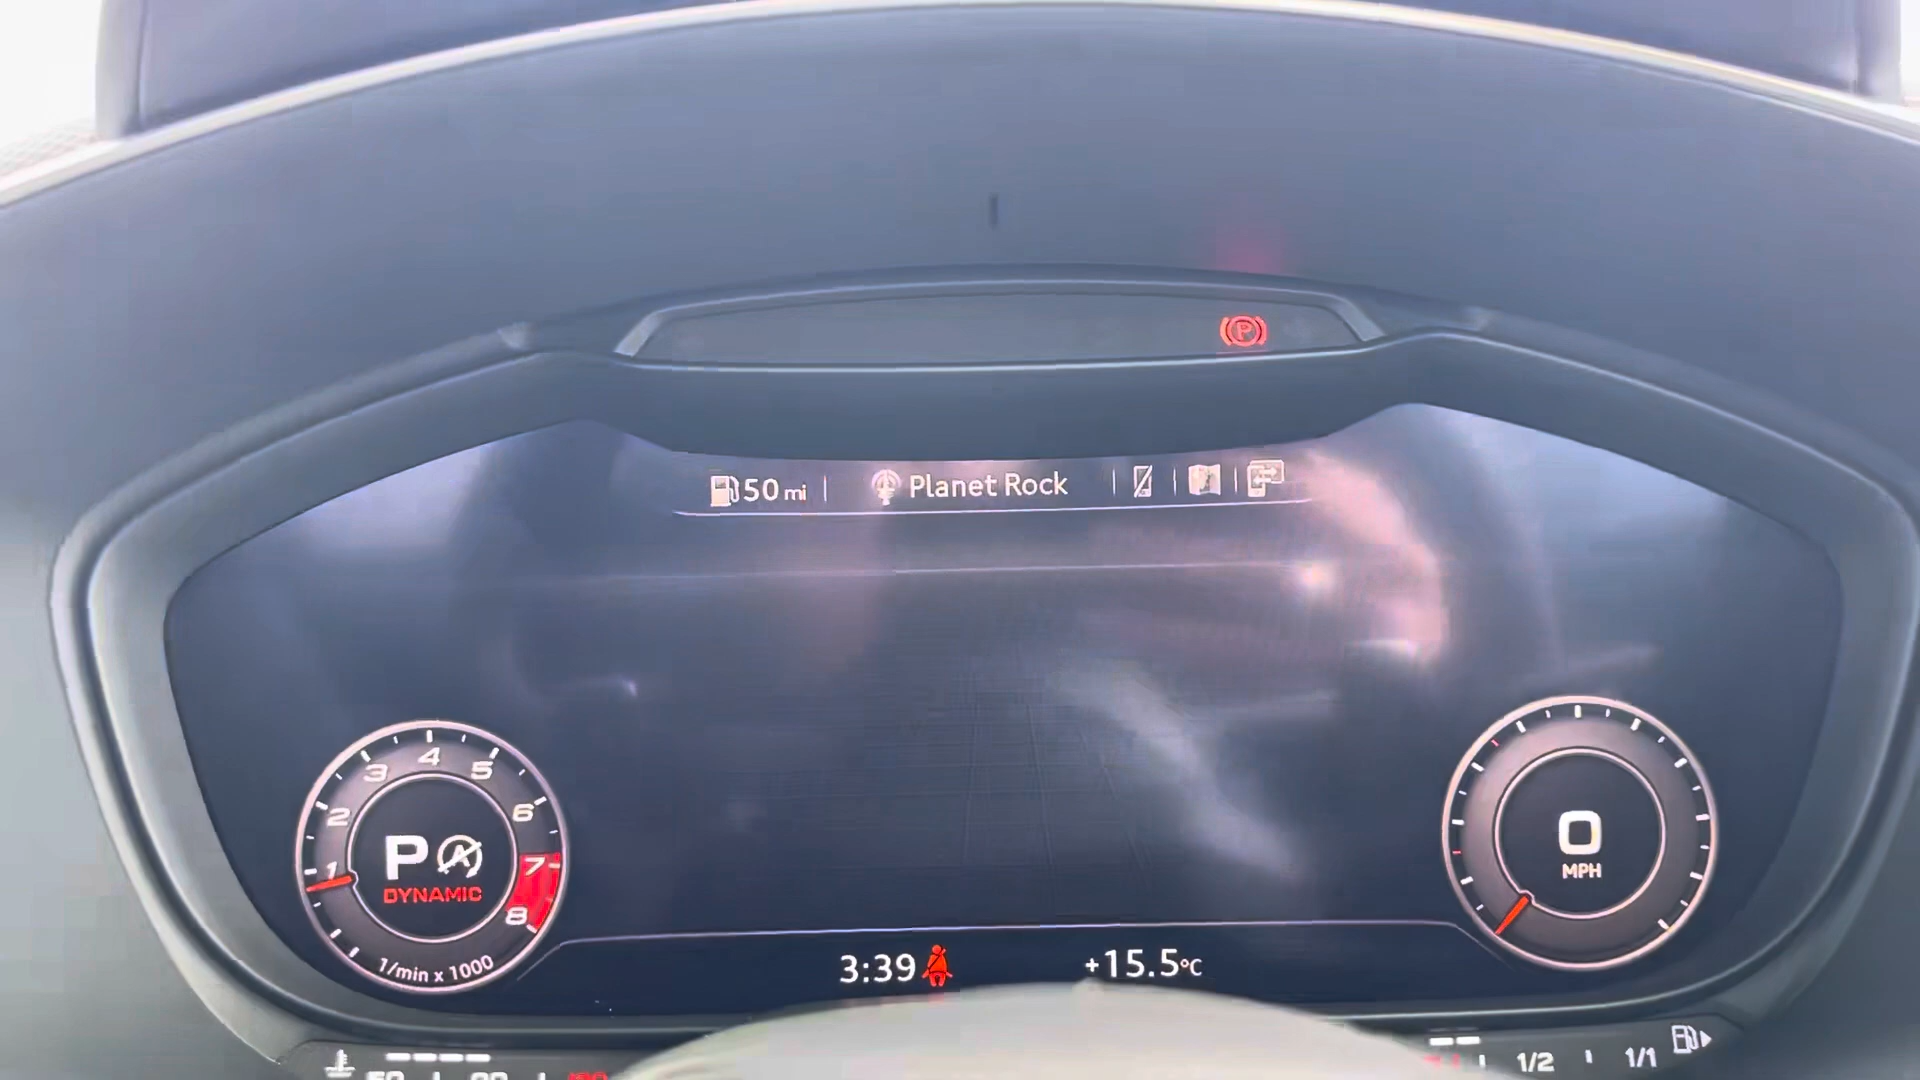 P
50 mi
Planet Rock
1 2 3 4 5 6 7 8
P A
DYNAMIC
1/min x 1000
0
MPH
3:39
+15.5°C
1/2 1/1